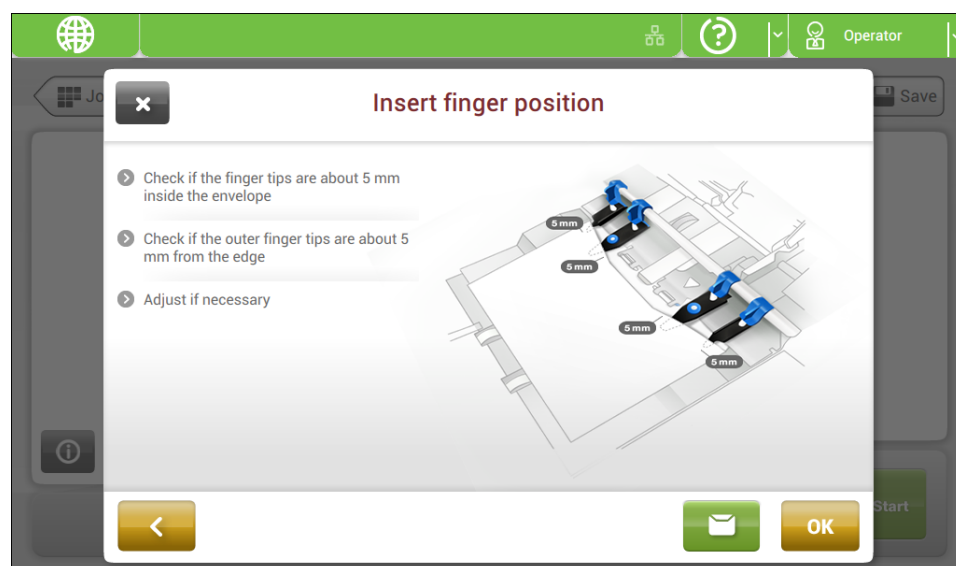 Operator
Jo
Insert finger position
Save
Check if the finger tips are about 5 mm
inside the envelope
Check if the outer finger tips are about 5
mm from the edge
Adjust if necessary
5 mm
5 mm
5 mm
5 mm
Start
OK